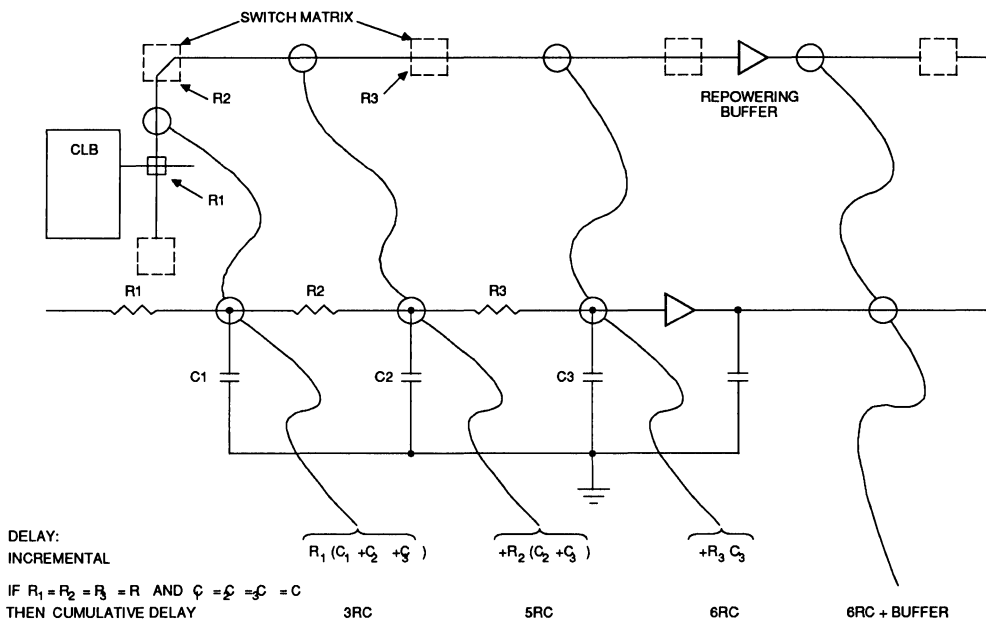 SWITCH MATRIX
R2
R3
REPOWERING
BUFFER
CLB
R1
R1
R2
R3
C1
C2
C3
DELAY:
INCREMENTAL
R₁ (C₁ +C₂ +C₃ )
+R₂ (C₂ +C₃ )
+R₃ C₃
IF R₁ = R₂ = R₃ = R AND C₁ = C₂ = C₃ = C
THEN CUMULATIVE DELAY
3RC
5RC
6RC
6RC + BUFFER